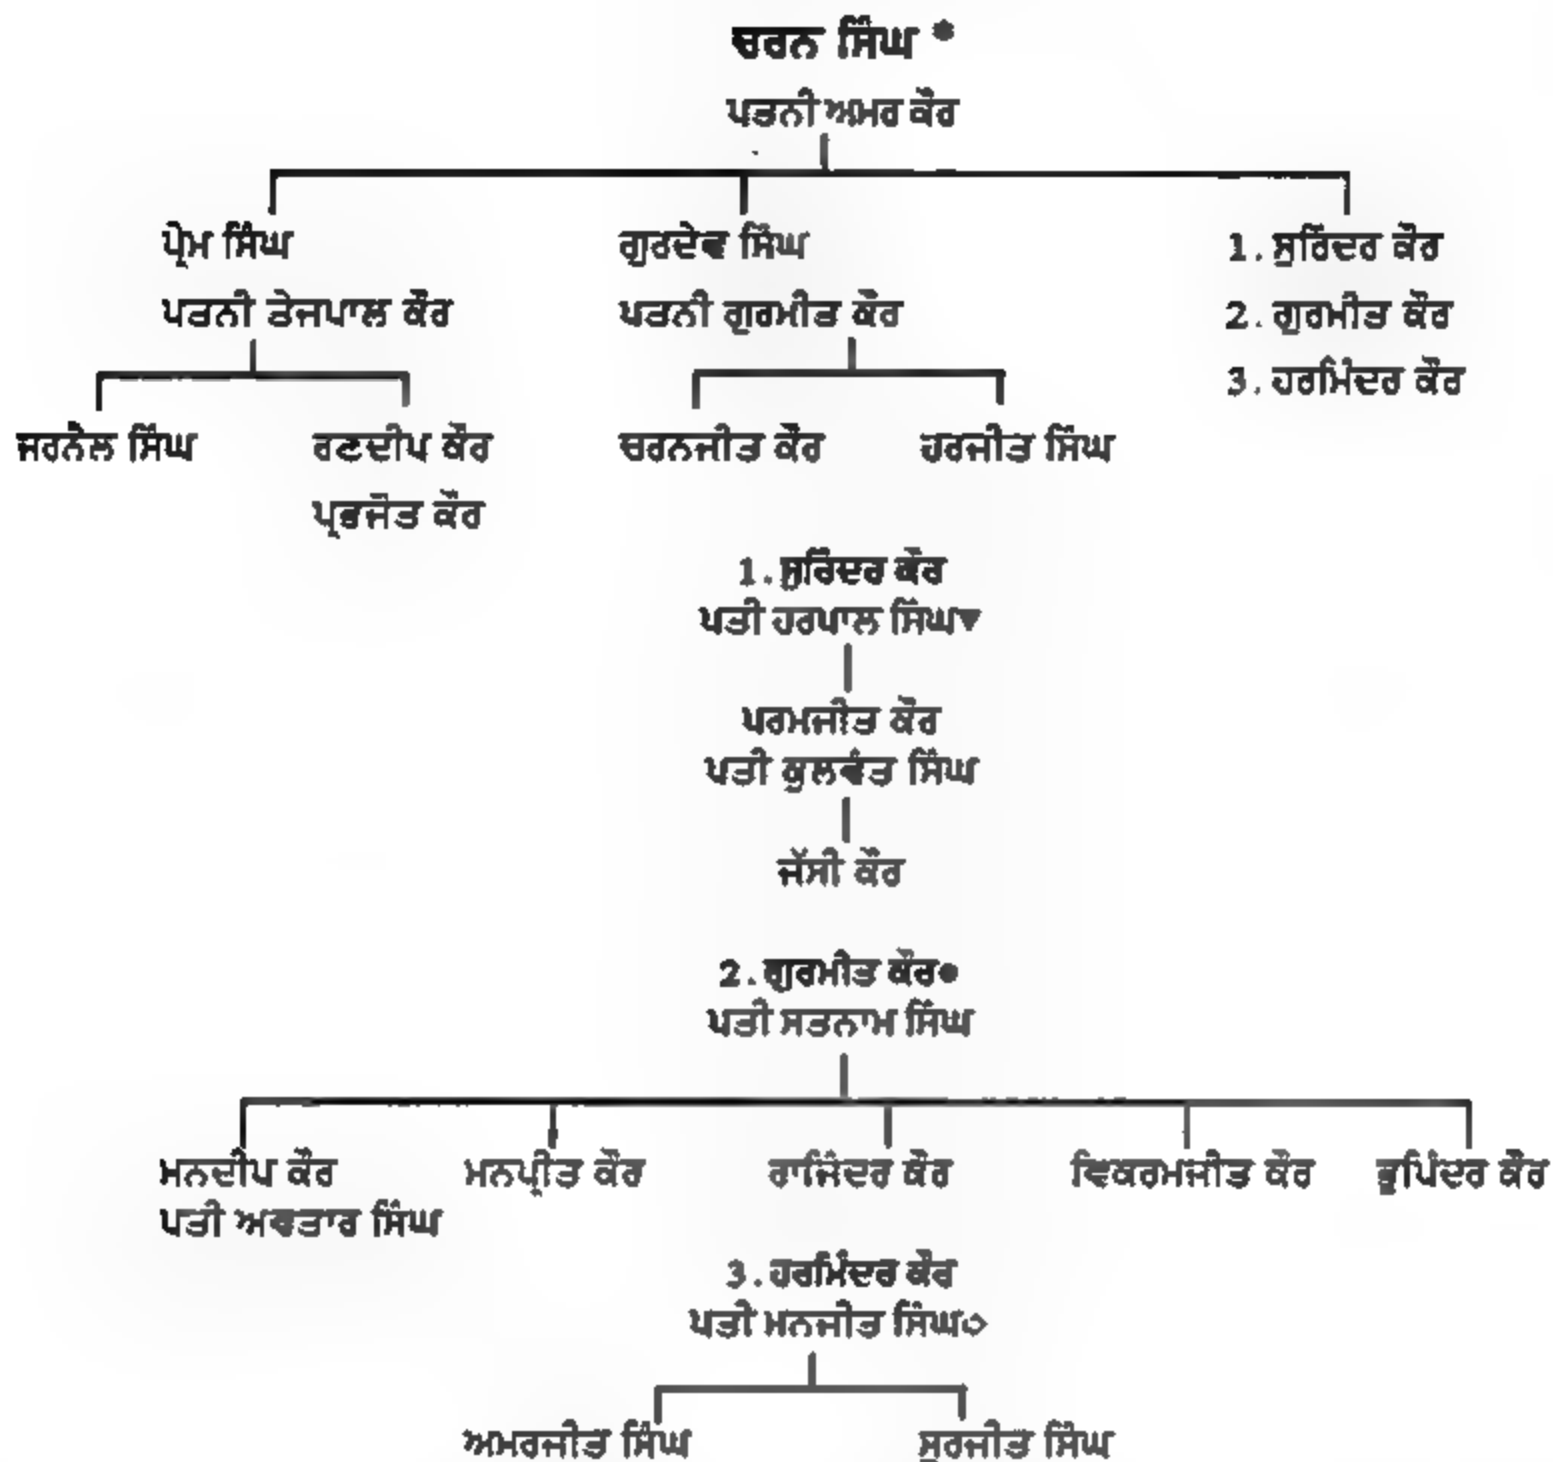 ਚਰਨ ਸਿੰਘ *
ਪਤਨੀ ਅਮਰ ਕੌਰ
ਪ੍ਰੇਮ ਸਿੰਘ ਗੁਰਦੇਵ ਸਿੰਘ 1. ਸੁਰਿੰਦਰ ਕੌਰ
ਪਤਨੀ ਤੇਜਪਾਲ ਕੌਰ ਪਤਨੀ ਗੁਰਮੀਤ ਕੌਰ 2. ਗੁਰਮੀਤ ਕੌਰ
3. ਹਰਮਿੰਦਰ ਕੌਰ
ਜਰਨੈਲ ਸਿੰਘ ਰਣਦੀਪ ਕੌਰ ਚਰਨਜੀਤ ਕੌਰ ਹਰਜੀਤ ਸਿੰਘ
ਪ੍ਰਭਜੋਤ ਕੌਰ
1. ਸੁਰਿੰਦਰ ਕੌਰ
ਪਤੀ ਹਰਪਾਲ ਸਿੰਘ▼
ਪਰਮਜੀਤ ਕੌਰ
ਪਤੀ ਕੁਲਵੰਤ ਸਿੰਘ
ਜੱਸੀ ਕੌਰ
2. ਗੁਰਮੀਤ ਕੌਰ●
ਪਤੀ ਸਤਨਾਮ ਸਿੰਘ
ਮਨਦੀਪ ਕੌਰ ਮਨਪ੍ਰੀਤ ਕੌਰ ਰਾਜਿੰਦਰ ਕੌਰ ਵਿਕਰਮਜੀਤ ਕੌਰ ਭੁਪਿੰਦਰ ਕੌਰ
ਪਤੀ ਅਵਤਾਰ ਸਿੰਘ
3. ਹਰਮਿੰਦਰ ਕੌਰ
ਪਤੀ ਮਨਜੀਤ ਸਿੰਘ◇
ਅਮਰਜੀਤ ਸਿੰਘ ਸੁਰਜੀਤ ਸਿੰਘ